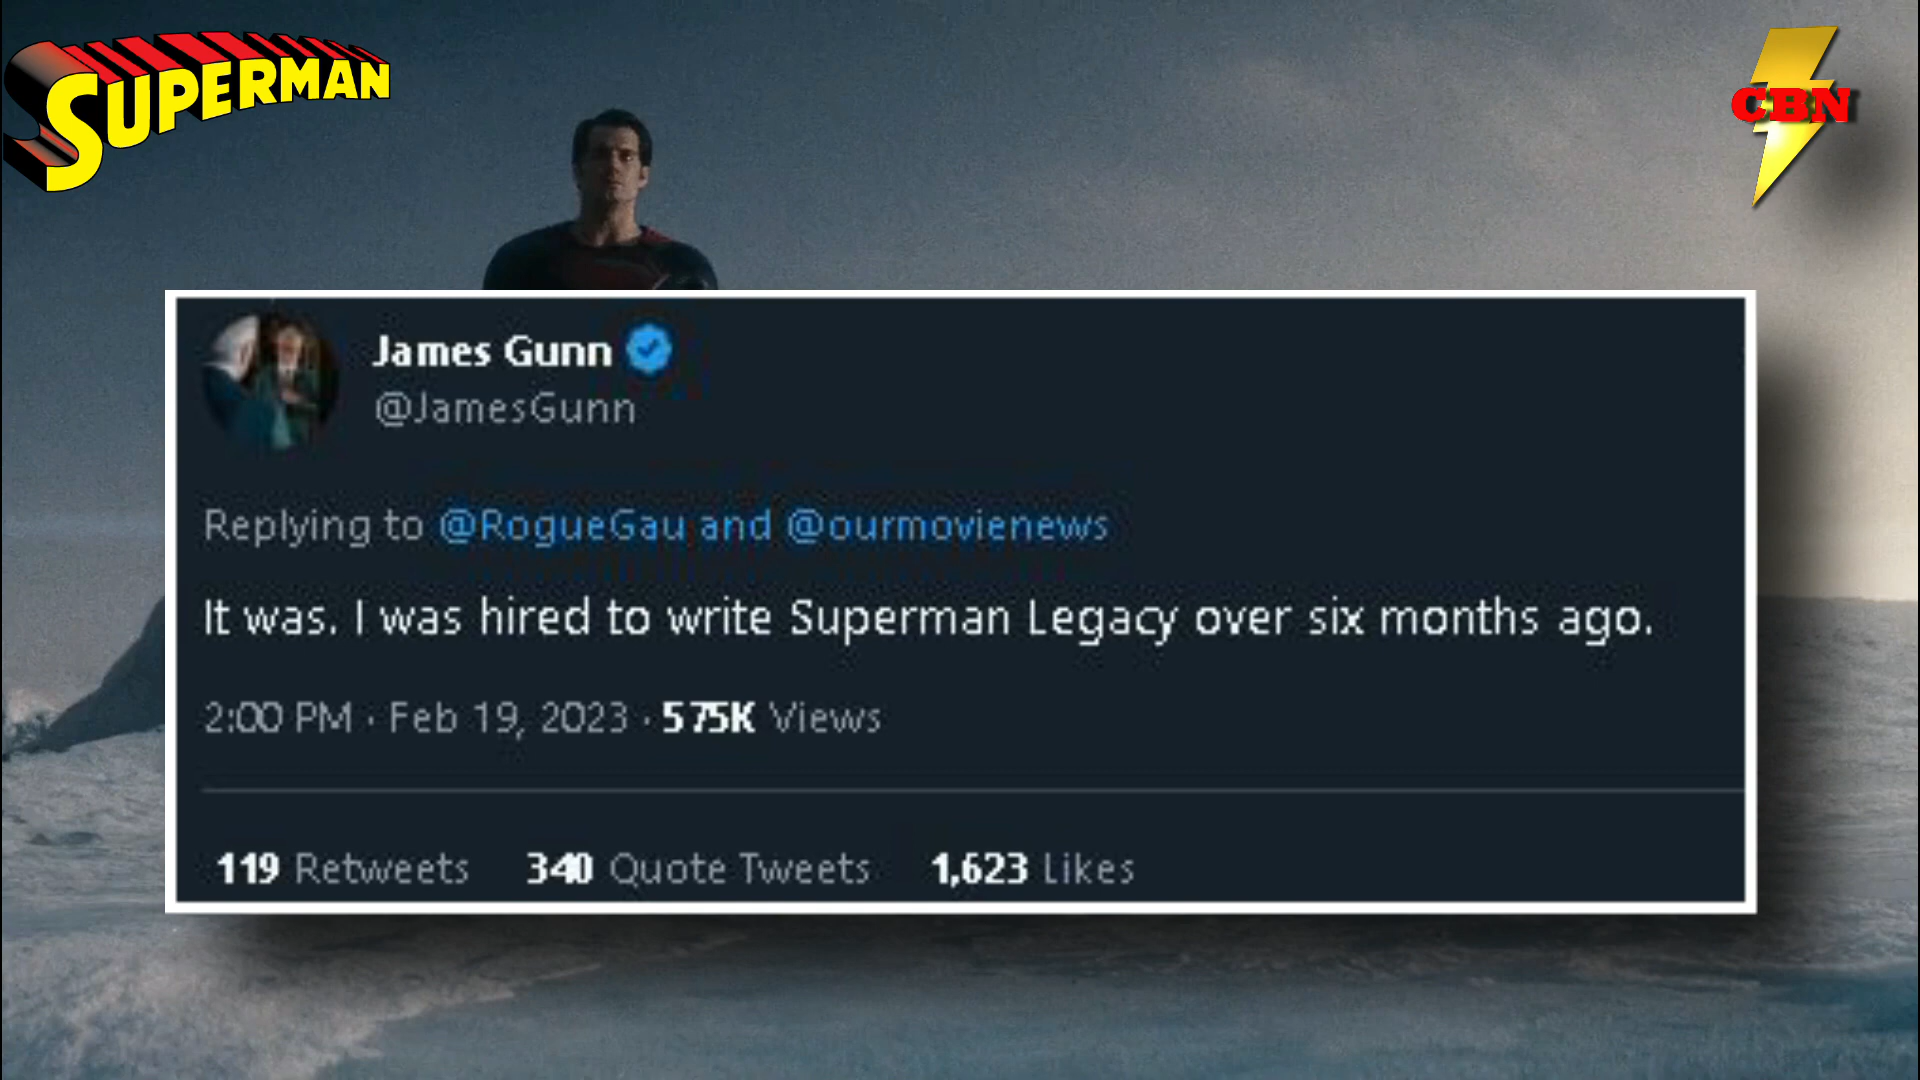 SUPERMAN
CBN
James Gunn
@JamesGunn
Replying to @RogueGau and @ourmovienews
It was. I was hired to write Superman Legacy over six months ago.
2:00 PM · Feb 19, 2023 · 575K Views
119 Retweets 340 Quote Tweets 1,623 Likes